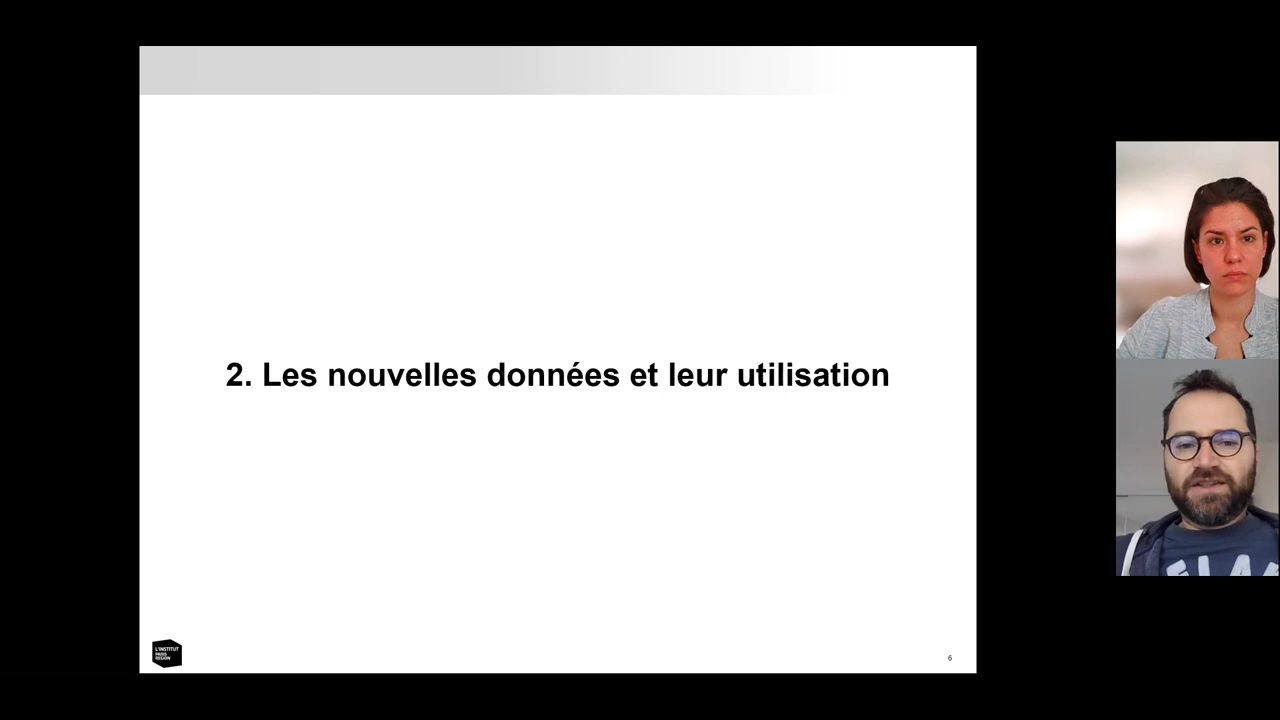 2. Les nouvelles données et leur utilisation
L'INSTITUT
PARIS
REGION
6